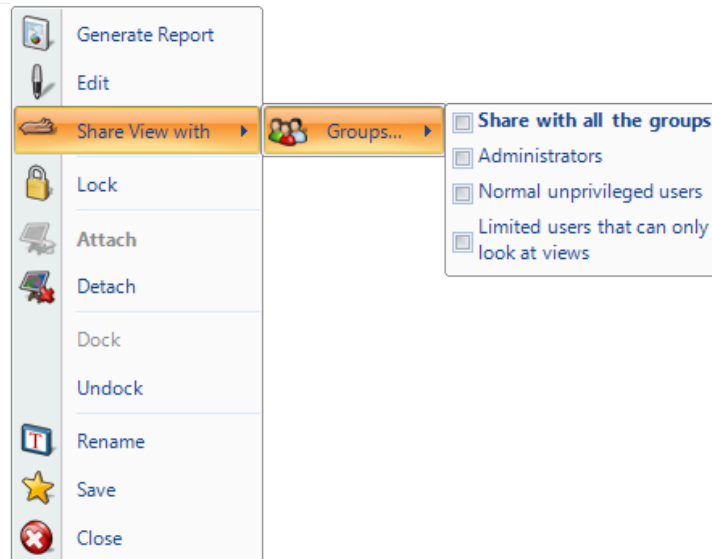 Generate Report
Edit
Share View with
Groups...
Share with all the groups
Administrators
Normal unprivileged users
Limited users that can only
look at views
Lock
Attach
Detach
Dock
Undock
T
Rename
Save
Close